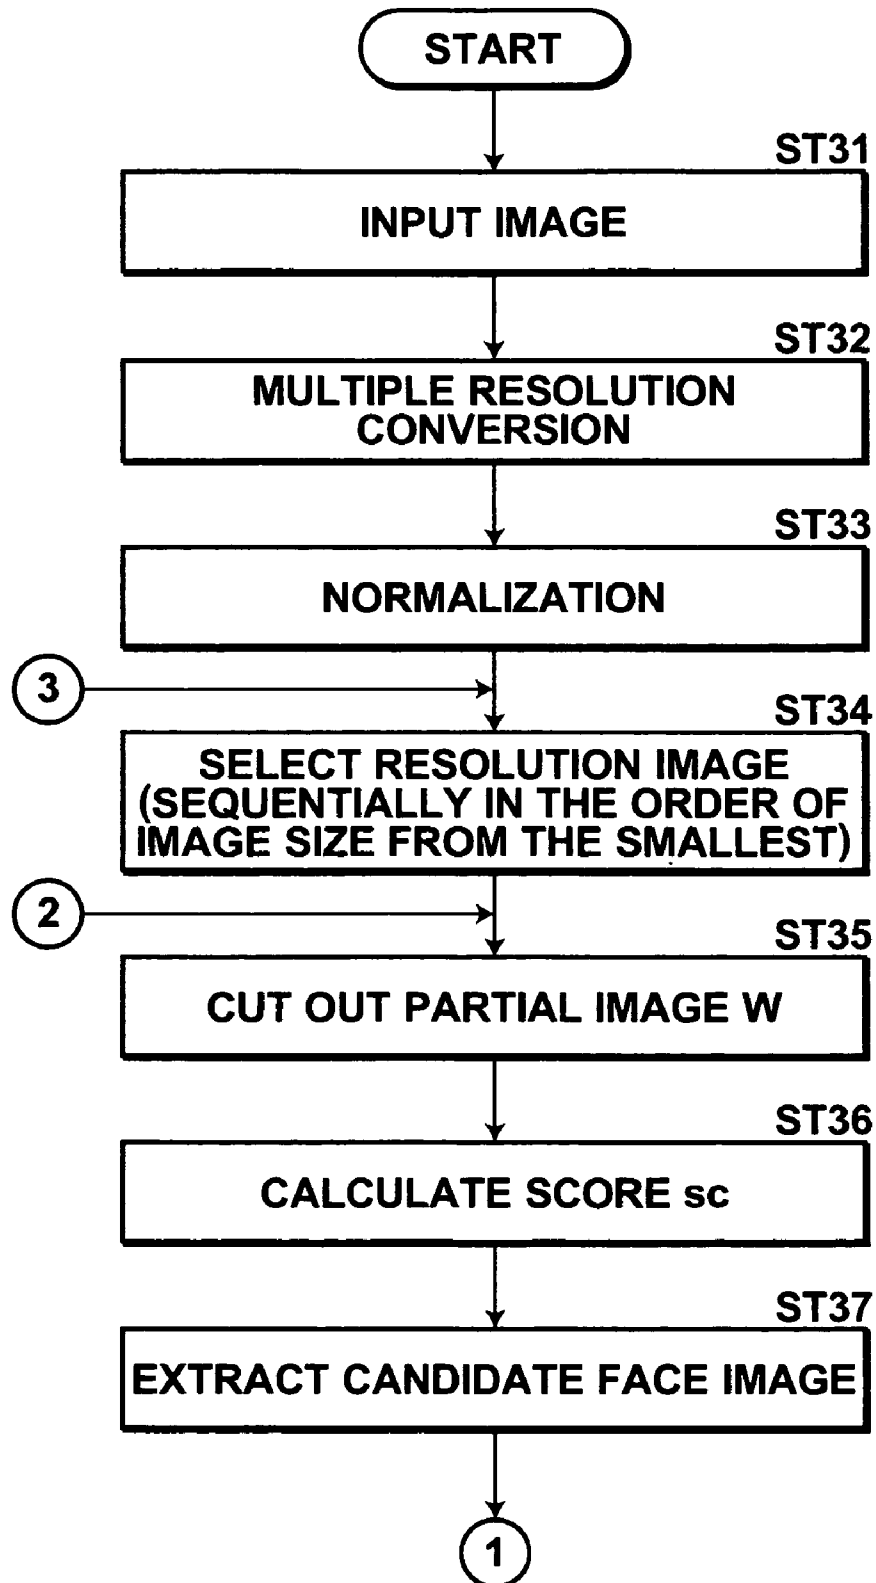 START
ST31
INPUT IMAGE
ST32
MULTIPLE RESOLUTION
CONVERSION
ST33
NORMALIZATION
3
ST34
SELECT RESOLUTION IMAGE
(SEQUENTIALLY IN THE ORDER OF
IMAGE SIZE FROM THE SMALLEST)
2
ST35
CUT OUT PARTIAL IMAGE W
ST36
CALCULATE SCORE sc
ST37
EXTRACT CANDIDATE FACE IMAGE
1